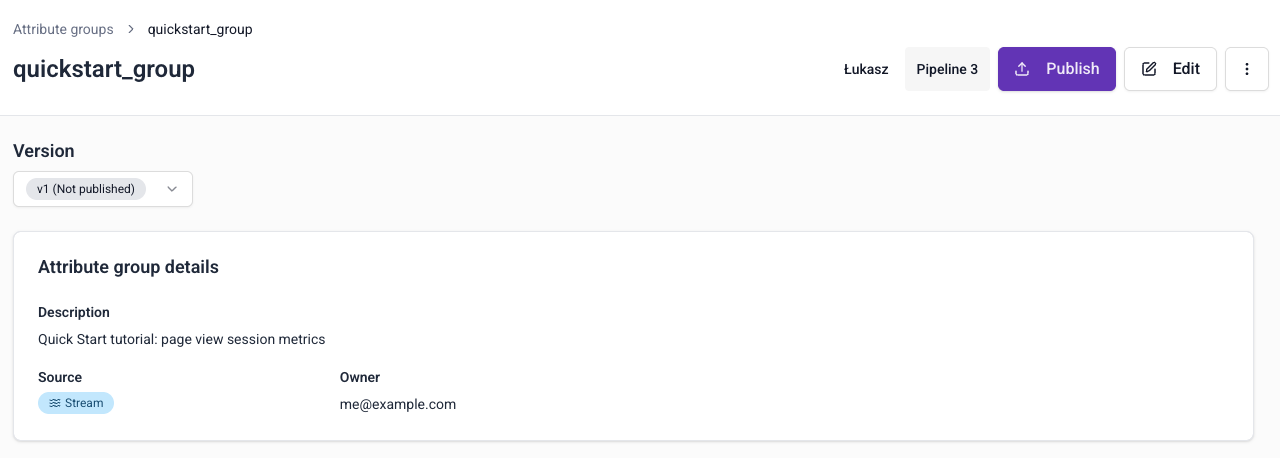 Attribute groups > quickstart_group
quickstart_group
Łukasz
Pipeline 3
Publish
Edit
Version
v1 (Not published)
Attribute group details
Description
Quick Start tutorial: page view session metrics
Source
Owner
Stream
me@example.com